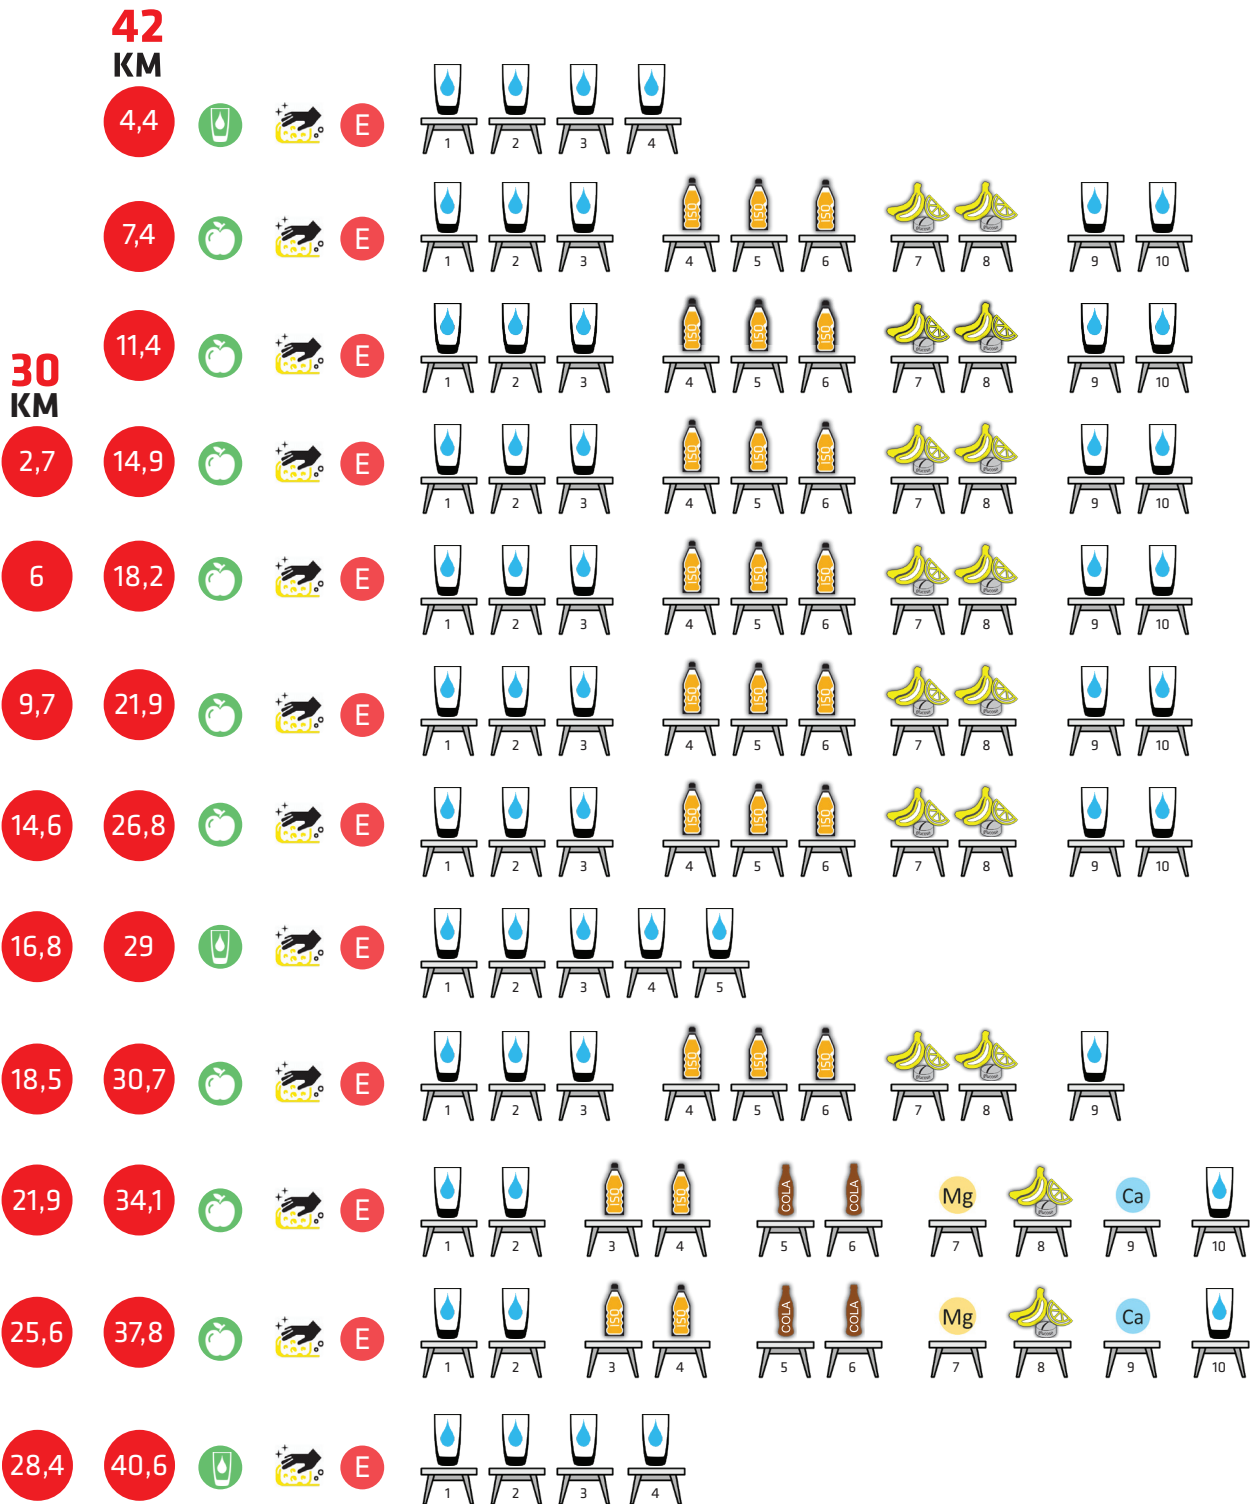 42
KM
4,4 E
1 2 3 4
7,4 E ISO ISO ISO
1 2 3 4 5 6 7 8 9 10
11,4 E ISO ISO ISO
1 2 3 4 5 6 7 8 9 10
30
KM
2,7 14,9 E ISO ISO ISO
1 2 3 4 5 6 7 8 9 10
6 18,2 E ISO ISO ISO
1 2 3 4 5 6 7 8 9 10
9,7 21,9 E ISO ISO ISO
1 2 3 4 5 6 7 8 9 10
14,6 26,8 E ISO ISO ISO
1 2 3 4 5 6 7 8 9 10
16,8 29 E
1 2 3 4 5
18,5 30,7 E ISO ISO ISO
1 2 3 4 5 6 7 8 9
21,9 34,1 E ISO ISO COLA COLA Mg Ca
1 2 3 4 5 6 7 8 9 10
25,6 37,8 E ISO ISO COLA COLA Mg Ca
1 2 3 4 5 6 7 8 9 10
28,4 40,6 E
1 2 3 4